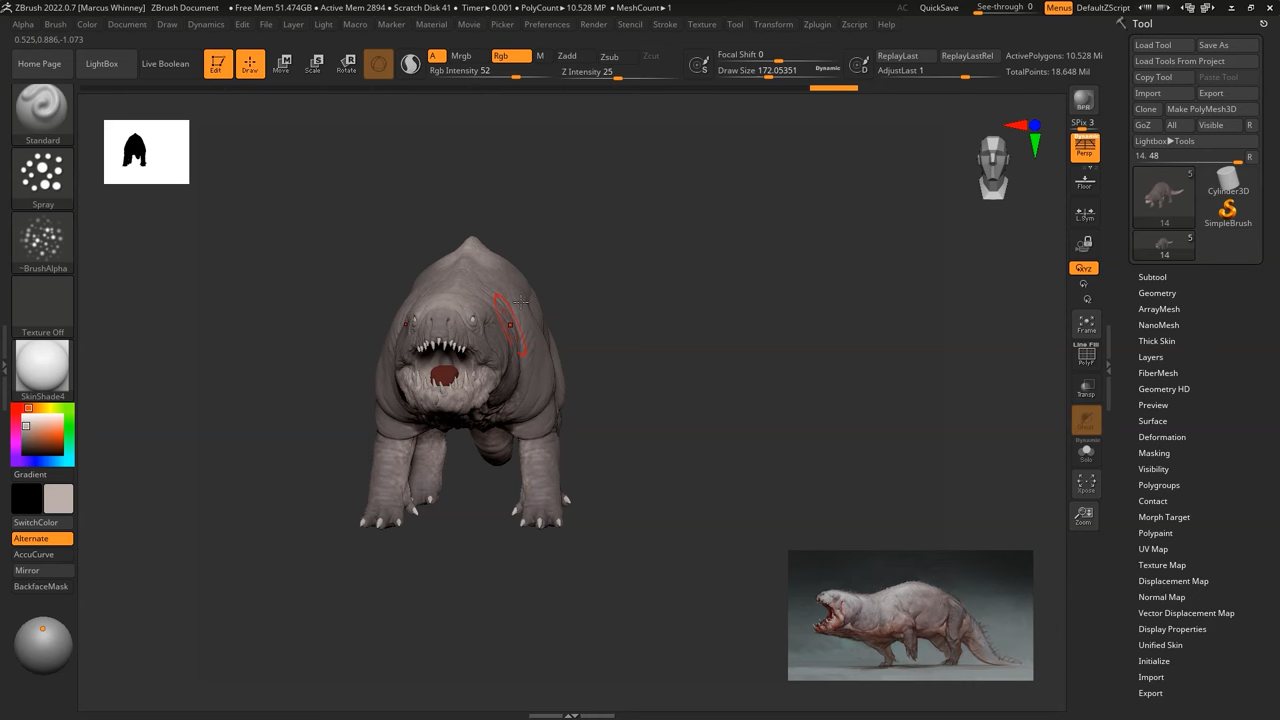 ZBrush 2022.0.7 [Marcus Whinney]
ZBrush Document
• Free Mem 51.474GB • Active Mem 2894 • Scratch Disk 41 • Timer▶0.001 • PolyCount▶10.528 MP • MeshCount▶1
AC
QuickSave
See-through 0
Menus
DefaultZScript
Alpha
Brush
Color
Document
Draw
Dynamics
Edit
File
Layer
Light
Macro
Marker
Material
Movie
Picker
Preferences
Render
Stencil
Stroke
Texture
Tool
Transform
Zplugin
Zscript
Help
0.525,0.886,-1.073
Home Page
LightBox
Live Boolean
Edit
Draw
Move
Scale
Rotate
A
Mrgb
Rgb
M
Rgb Intensity 52
Zadd
Zsub
Zcut
Z Intensity 25
S
Focal Shift 0
Draw Size 172.05351
Dynamic
D
ReplayLast
ReplayLastRel
AdjustLast 1
ActivePolygons: 10.528 Mil
TotalPoints: 18.648 Mil
Standard
Spray
~BrushAlpha
Texture Off
SkinShade4
Gradient
SwitchColor
Alternate
AccuCurve
Mirror
BackfaceMask
BPR
SPix 3
Dynamic
Persp
Floor
L.Sym
XYZ
Frame
Line Fill
PolyF
Transp
Dynamic
Solo
Xpose
Zoom
Tool
Load Tool
Save As
Load Tools From Project
Copy Tool
Paste Tool
Import
Export
Clone
Make PolyMesh3D
GoZ
All
Visible
R
Lightbox▶Tools
14. 48
R
5
14
Cylinder3D
SimpleBrush
5
14
Subtool
Geometry
ArrayMesh
NanoMesh
Thick Skin
Layers
FiberMesh
Geometry HD
Preview
Surface
Deformation
Masking
Visibility
Polygroups
Contact
Morph Target
Polypaint
UV Map
Texture Map
Displacement Map
Normal Map
Vector Displacement Map
Display Properties
Unified Skin
Initialize
Import
Export